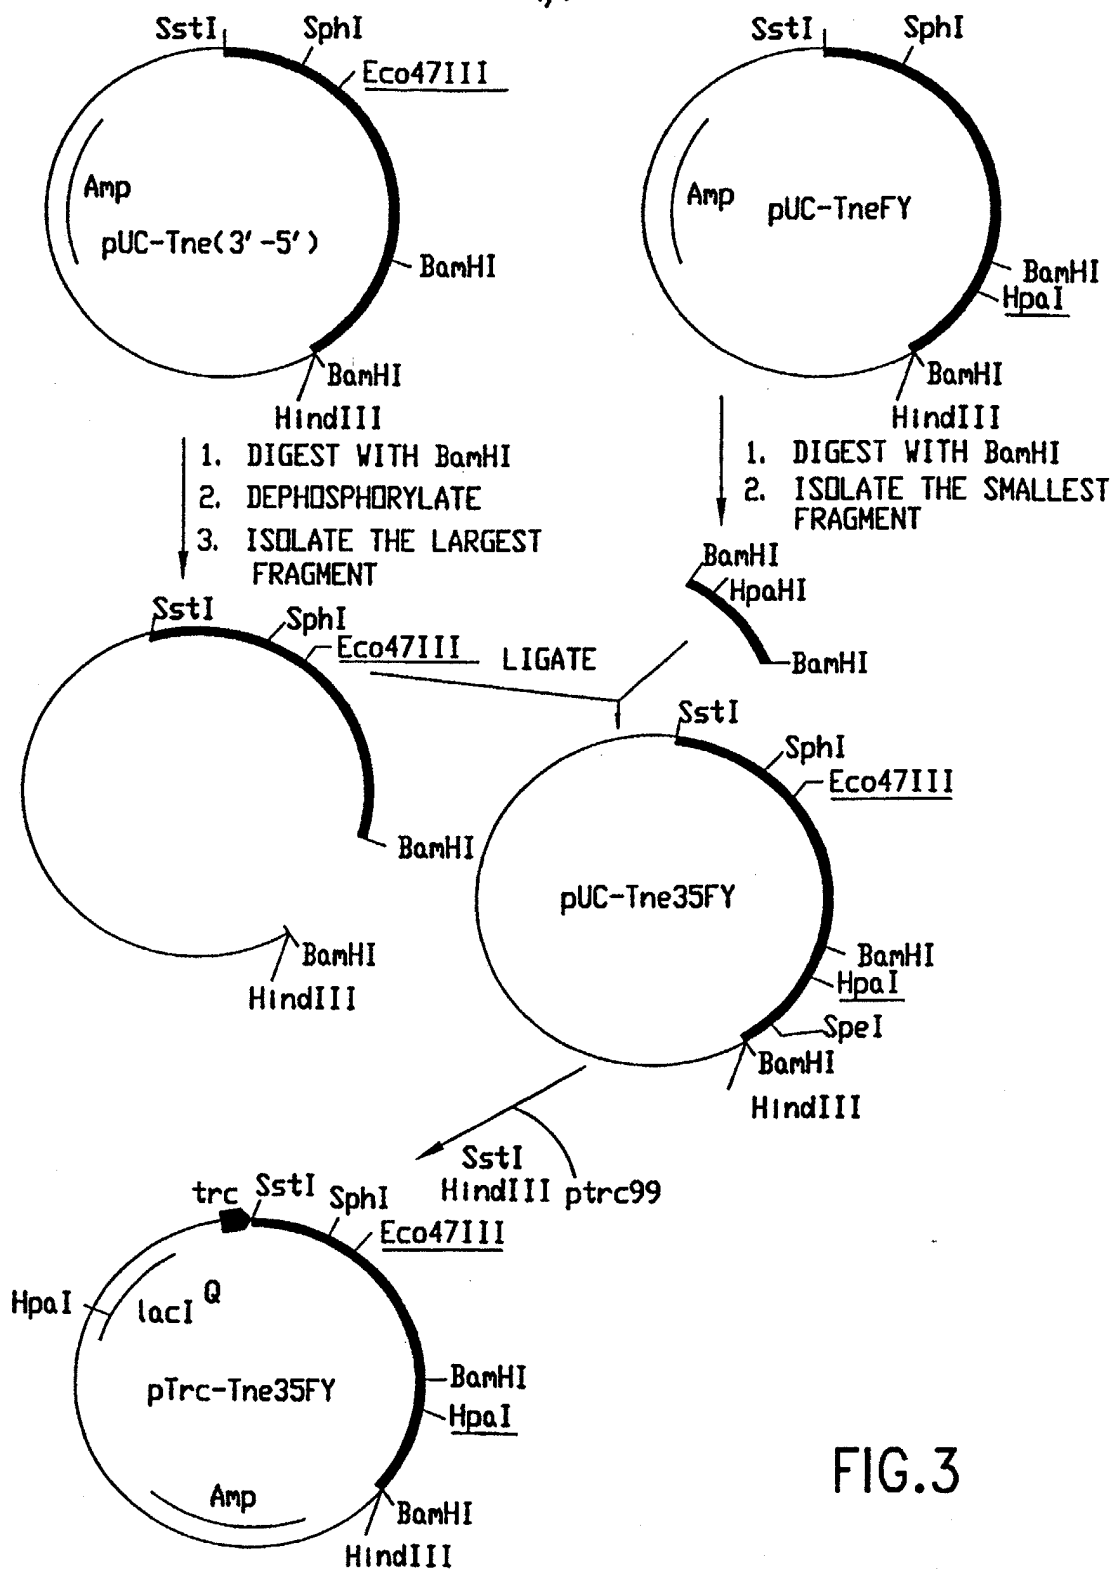 SstI
SphI
Eco47III
Amp
pUC-Tne(3'-5')
BamHI
BamHI
HindIII
SstI
SphI
Amp
pUC-TneFY
BamHI
HpaI
BamHI
HindIII
1. DIGEST WITH BamHI
2. DEPHOSPHORYLATE
3. ISOLATE THE LARGEST
FRAGMENT
1. DIGEST WITH BamHI
2. ISOLATE THE SMALLEST
FRAGMENT
BamHI
HpaHI
BamHI
SstI
SphI
Eco47III
BamHI
BamHI
HindIII
LIGATE
SstI
SphI
Eco47III
pUC-Tne35FY
BamHI
HpaI
SpeI
BamHI
HindIII
SstI
HindIII
ptrc99
trc
SstI
SphI
Eco47III
HpaI
lacI Q
pTrc-Tne35FY
BamHI
HpaI
Amp
BamHI
HindIII
FIG.3